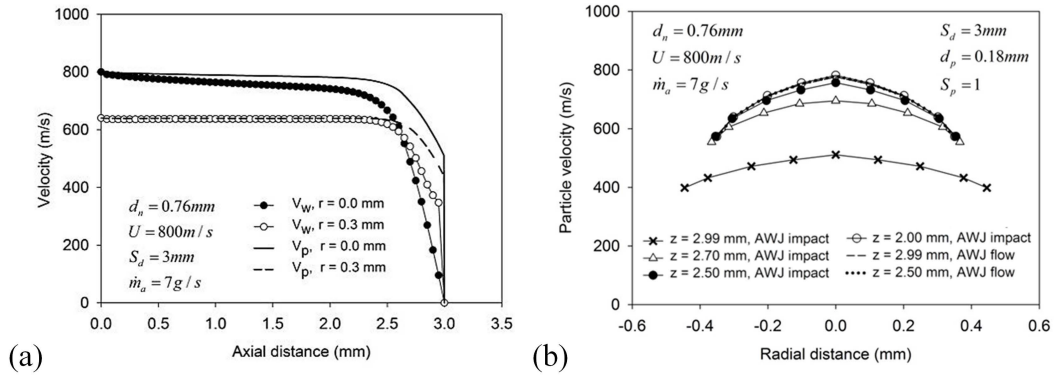 1000
800
600
400
200
0
Velocity (m/s)
d_n = 0.76mm
U = 800m / s
S_d = 3mm
ṁ_a = 7g / s
V_w, r = 0.0 mm
V_w, r = 0.3 mm
V_p, r = 0.0 mm
V_p, r = 0.3 mm
0.0 0.5 1.0 1.5 2.0 2.5 3.0 3.5
Axial distance (mm)
(a)
1000
800
600
400
200
0
Particle velocity (m/s)
d_n = 0.76mm
U = 800m / s
ṁ_a = 7g / s
S_d = 3mm
d_p = 0.18mm
S_p = 1
z = 2.99 mm, AWJ impact
z = 2.70 mm, AWJ impact
z = 2.50 mm, AWJ impact
z = 2.00 mm, AWJ impact
z = 2.99 mm, AWJ flow
z = 2.50 mm, AWJ flow
-0.6 -0.4 -0.2 0.0 0.2 0.4 0.6
Radial distance (mm)
(b)